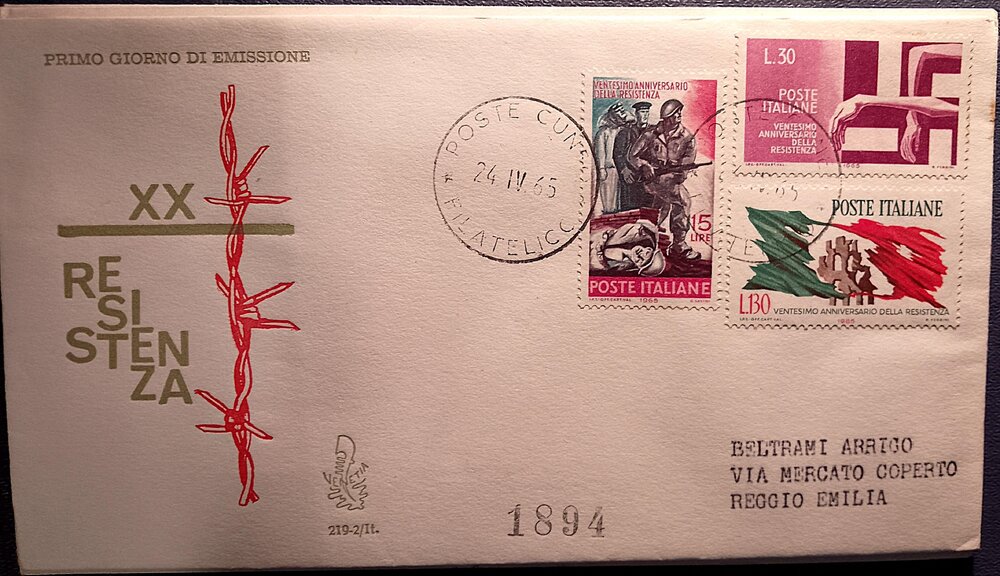 PRIMO GIORNO DI EMISSIONE
XX
RE
SI
STEN
ZA
219-2/It.
1894
POSTE CUN
24 IV 65
FILATELICC
VENTESIMO ANNIVERSARIO
DELLA RESISTENZA
15
LIRE
POSTE ITALIANE
1965
L.30
POSTE
ITALIANE
VENTESIMO
ANNIVERSARIO
DELLA
RESISTENZA
1965
POSTE ITALIANE
L.130
VENTESIMO ANNIVERSARIO DELLA RESISTENZA
1965
BELTRAMI ARRIGO
VIA MERCATO COPERTO
REGGIO EMILIA